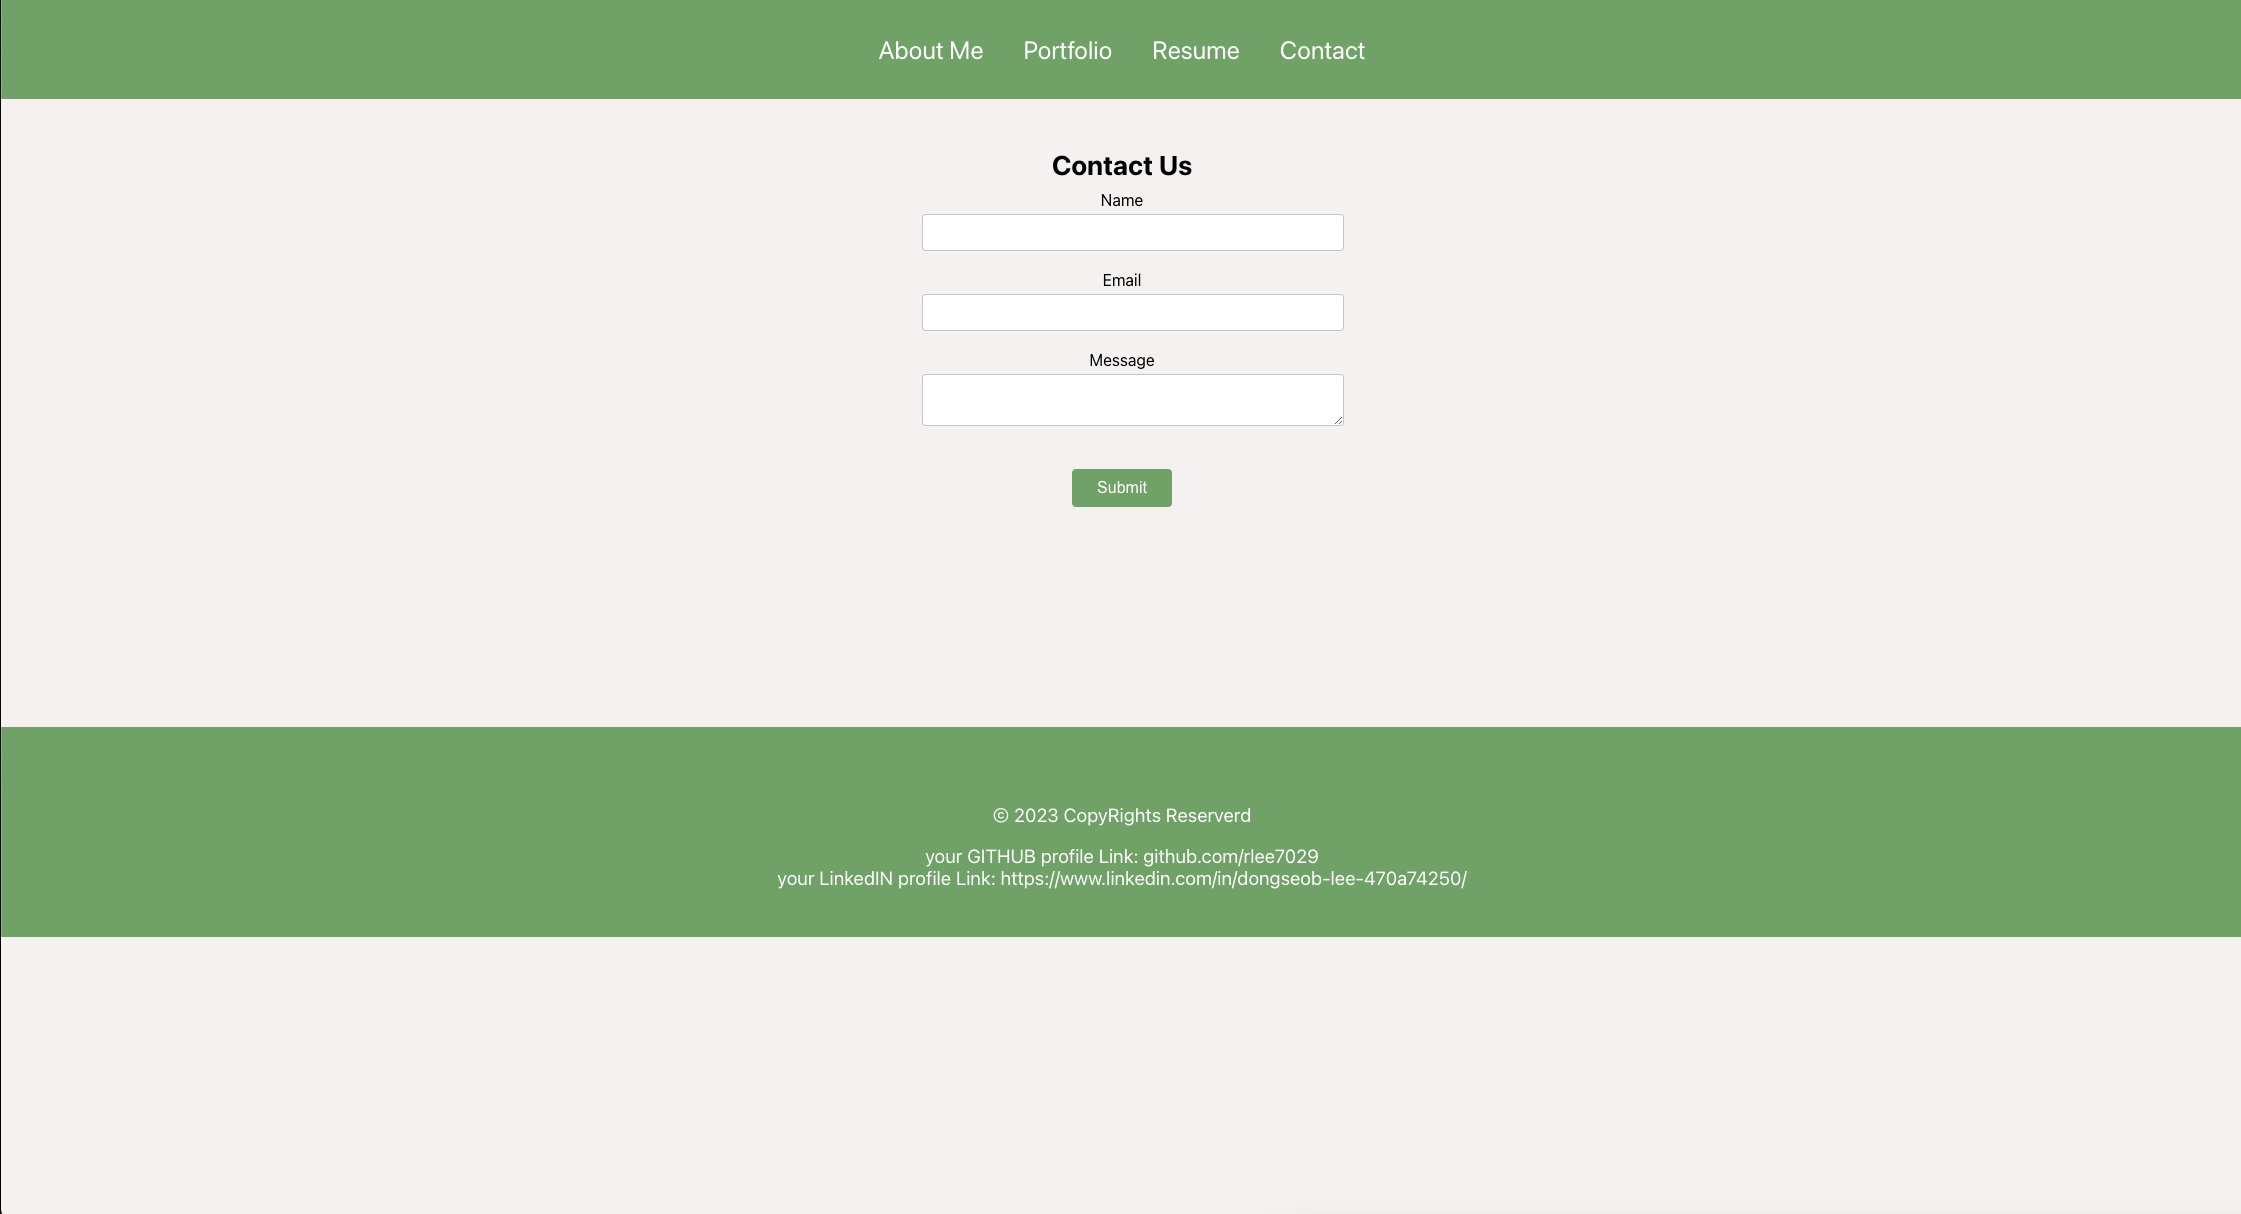 About Me Portfolio Resume Contact
Contact Us
Name
Email
Message
Submit
© 2023 CopyRights Reserverd
your GITHUB profile Link: github.com/rlee7029
your LinkedIN profile Link: https://www.linkedin.com/in/dongseob-lee-470a74250/